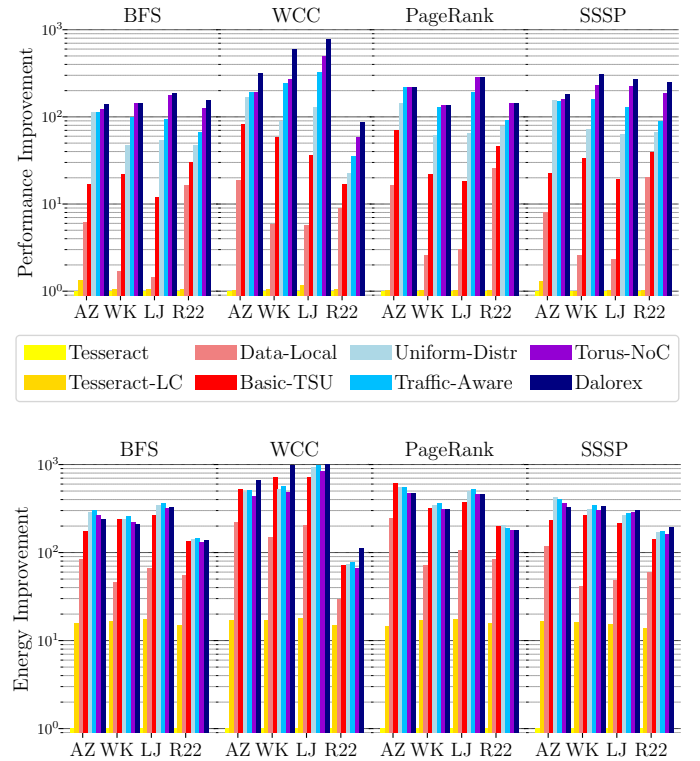 BFS WCC PageRank SSSP
Performance Improvement
10³
10²
10¹
10⁰
AZ WK LJ R22 AZ WK LJ R22 AZ WK LJ R22 AZ WK LJ R22
Tesseract Data-Local Uniform-Distr Torus-NoC
Tesseract-LC Basic-TSU Traffic-Aware Dalorex
BFS WCC PageRank SSSP
Energy Improvement
10³
10²
10¹
10⁰
AZ WK LJ R22 AZ WK LJ R22 AZ WK LJ R22 AZ WK LJ R22